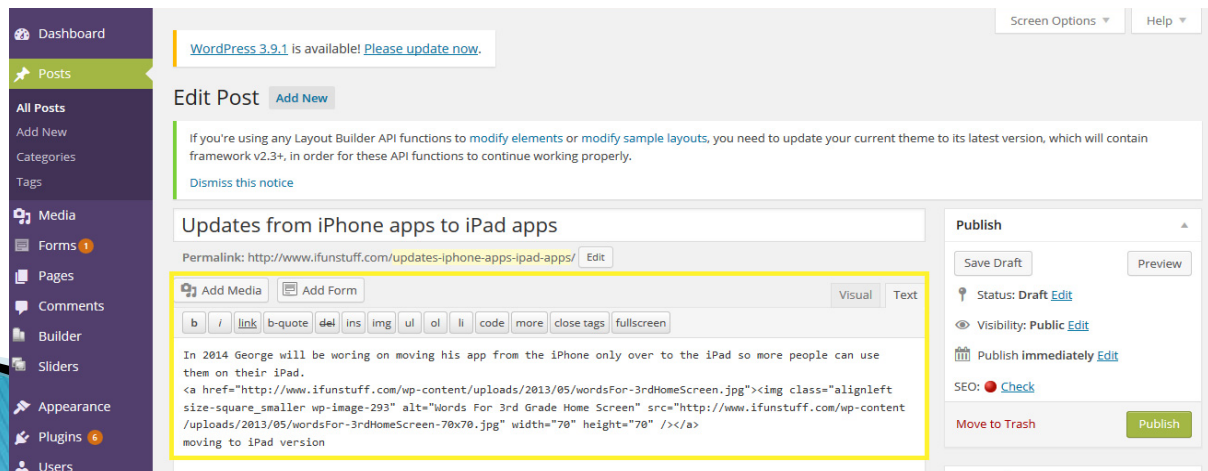 Dashboard
Posts
All Posts
Add New
Categories
Tags
Media
Forms 1
Pages
Comments
Builder
Sliders
Appearance
Plugins 6
Users
Screen Options
Help
WordPress 3.9.1 is available! Please update now.
Edit Post Add New
If you're using any Layout Builder API functions to modify elements or modify sample layouts, you need to update your current theme to its latest version, which will contain
framework v2.3+, in order for these API functions to continue working properly.
Dismiss this notice
Updates from iPhone apps to iPad apps
Permalink: http://www.ifunstuff.com/updates-iphone-apps-ipad-apps/ Edit
Add Media Add Form
Visual Text
b i link b-quote del ins img ul ol li code more close tags fullscreen
In 2014 George will be woring on moving his app from the iPhone only over to the iPad so more people can use
them on their iPad.
<a href="http://www.ifunstuff.com/wp-content/uploads/2013/05/wordsFor-3rdHomeScreen.jpg"><img class="alignleft
size-square_smaller wp-image-293" alt="Words For 3rd Grade Home Screen" src="http://www.ifunstuff.com/wp-content
/uploads/2013/05/wordsFor-3rdHomeScreen-70x70.jpg" width="70" height="70" /></a>
moving to iPad version
Publish
Save Draft Preview
Status: Draft Edit
Visibility: Public Edit
Publish immediately Edit
SEO: Check
Move to Trash Publish